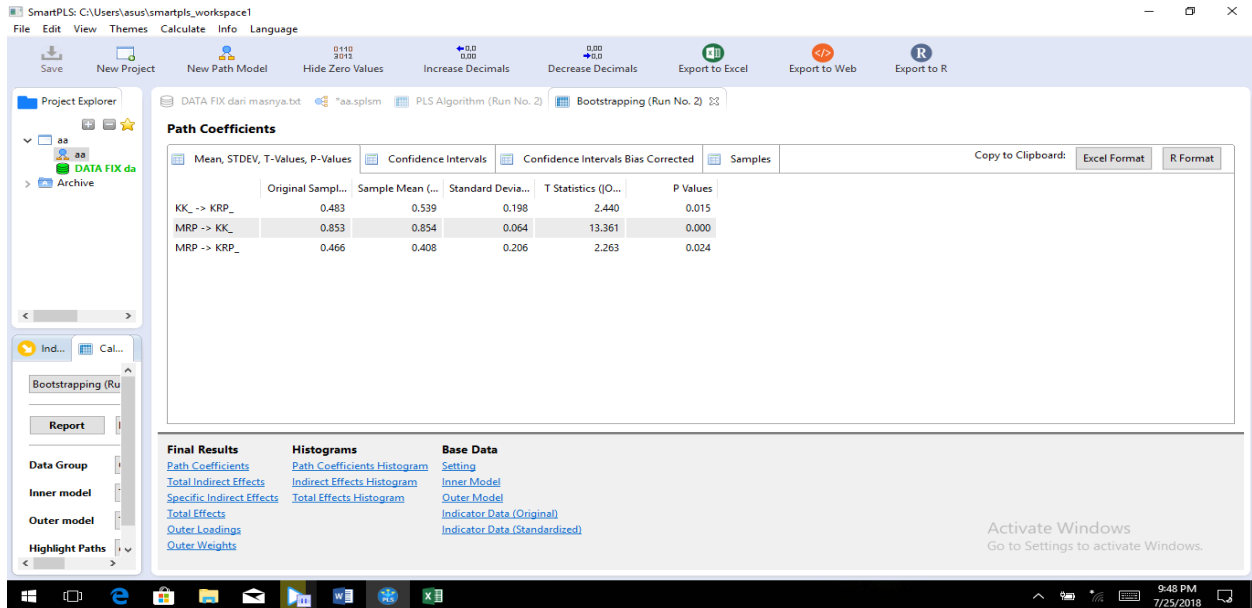 SmartPLS: C:\Users\asus\smartpls_workspace1
File Edit View Themes Calculate Info Language
Save New Project New Path Model Hide Zero Values Increase Decimals Decrease Decimals Export to Excel Export to Web Export to R
Project Explorer
DATA FIX dari masnya.txt *aa.splsm PLS Algorithm (Run No. 2) Bootstrapping (Run No. 2)
aa
aa
DATA FIX da
Archive
Path Coefficients
Mean, STDEV, T-Values, P-Values Confidence Intervals Confidence Intervals Bias Corrected Samples Copy to Clipboard: Excel Format R Format
Original Sampl... Sample Mean (... Standard Devia... T Statistics (|O... P Values
KK_ -> KRP_ 0.483 0.539 0.198 2.440 0.015
MRP -> KK_ 0.853 0.854 0.064 13.361 0.000
MRP -> KRP_ 0.466 0.408 0.206 2.263 0.024
Ind... Cal...
Bootstrapping (Ru
Report
Data Group
Inner model
Outer model
Highlight Paths
Final Results Histograms Base Data
Path Coefficients Path Coefficients Histogram Setting
Total Indirect Effects Indirect Effects Histogram Inner Model
Specific Indirect Effects Total Effects Histogram Outer Model
Total Effects Indicator Data (Original)
Outer Loadings Indicator Data (Standardized)
Outer Weights
Activate Windows
Go to Settings to activate Windows.
9:48 PM
7/25/2018